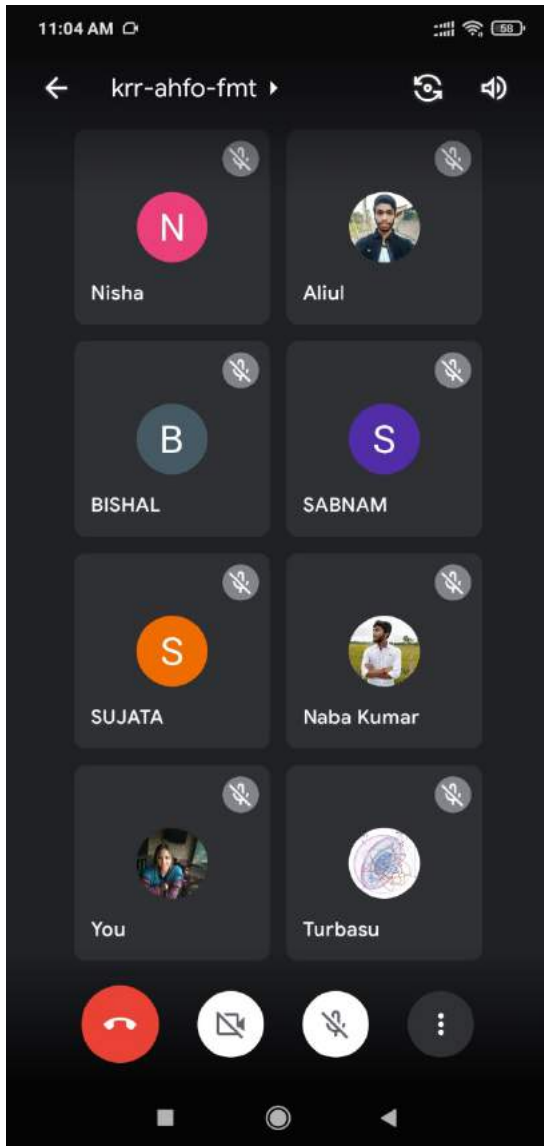 11:04 AM 58
krr-ahfo-fmt
N
Nisha
Aliul
B
BISHAL
S
SABNAM
S
SUJATA
Naba Kumar
You
Turbasu